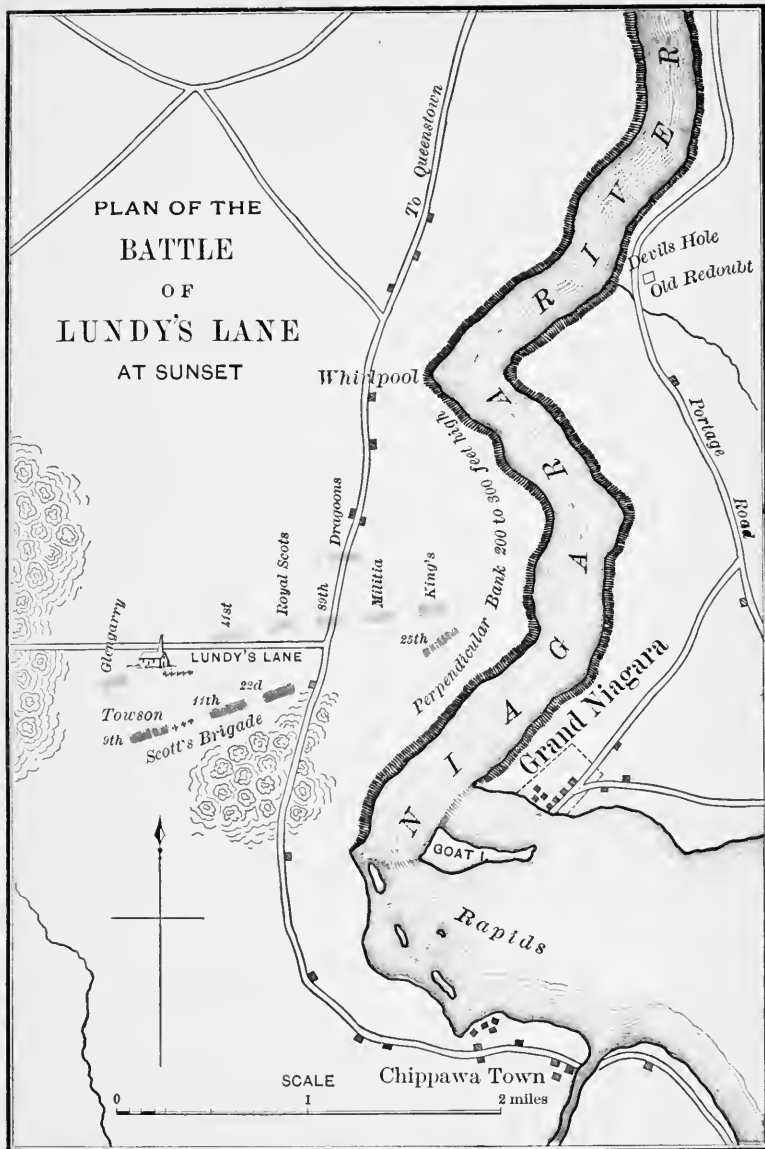 PLAN OF THE
BATTLE
OF
LUNDY'S LANE
AT SUNSET
To Queenstown
NIAGARA RIVER
Devils Hole
Old Redoubt
Whirlpool
Portage Road
Perpendicular Bank 200 to 300 feet high
Dragoons
Glengarry
41st
Royal Scots
89th
Militia
King's
25th
LUNDY'S LANE
Towson
9th
11th
22d
Scott's Brigade
Grand Niagara
GOAT I.
Rapids
Chippawa Town
SCALE
0 1 2 miles